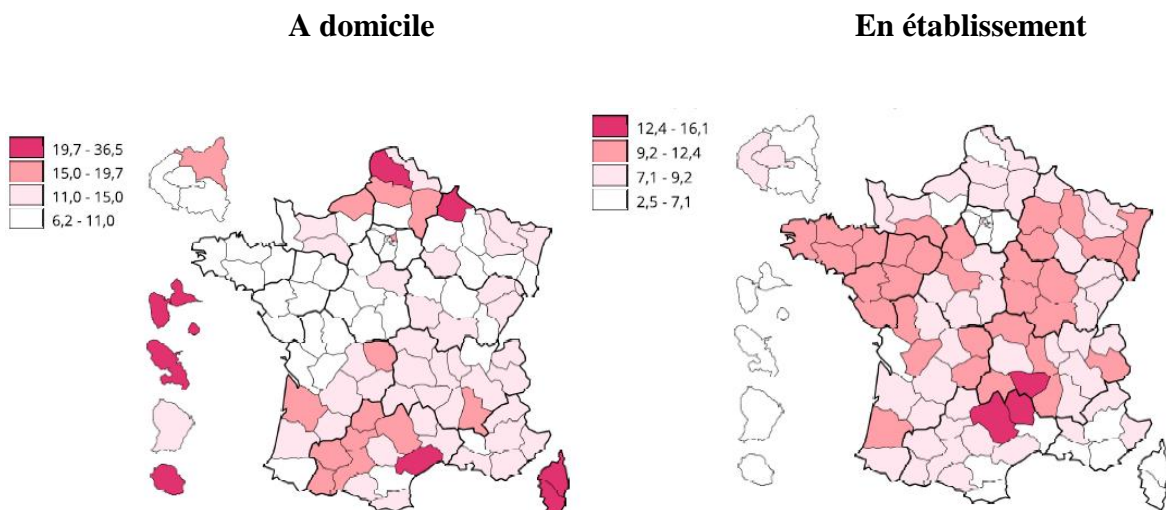 A domicile
En établissement
19,7 - 36,5
15,0 - 19,7
11,0 - 15,0
6,2 - 11,0
12,4 - 16,1
9,2 - 12,4
7,1 - 9,2
2,5 - 7,1